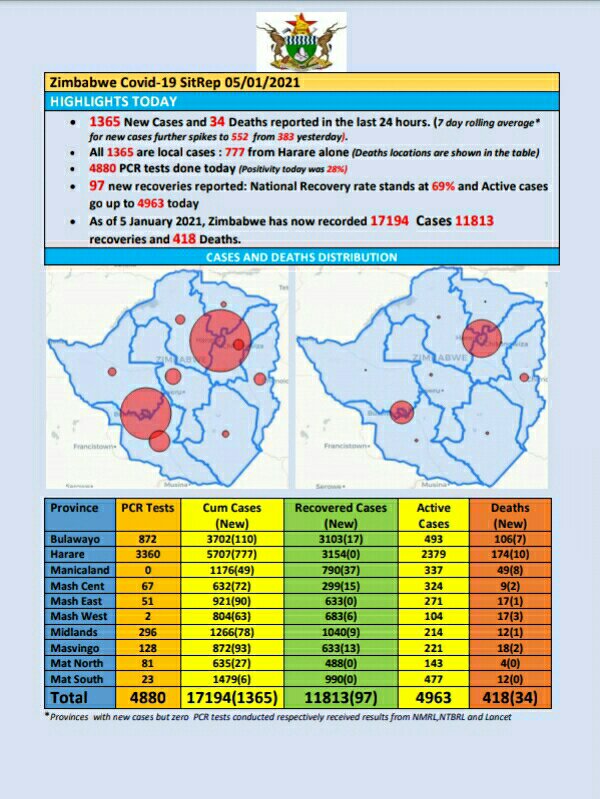 Zimbabwe Covid-19 SitRep 05/01/2021
HIGHLIGHTS TODAY
• 1365 New Cases and 34 Deaths reported in the last 24 hours. (7 day rolling average*
for new cases further spikes to 552 from 383 yesterday).
• All 1365 are local cases : 777 from Harare alone (Deaths locations are shown in the table)
• 4880 PCR tests done today (Positivity today was 28%)
• 97 new recoveries reported: National Recovery rate stands at 69% and Active cases
go up to 4963 today
• As of 5 January 2021, Zimbabwe has now recorded 17194 Cases 11813
recoveries and 418 Deaths.
CASES AND DEATHS DISTRIBUTION
ZIMBABWE
Francistown
Musina
ZIMBABWE
Francistown
Serowe
Musina
Province PCR Tests Cum Cases (New) Recovered Cases (New) Active Cases Deaths (New)
Bulawayo 872 3702(110) 3103(17) 493 106(7)
Harare 3360 5707(777) 3154(0) 2379 174(10)
Manicaland 0 1176(49) 790(37) 337 49(8)
Mash Cent 67 632(72) 299(15) 324 9(2)
Mash East 51 921(90) 633(0) 271 17(1)
Mash West 2 804(63) 683(6) 104 17(3)
Midlands 296 1266(78) 1040(9) 214 12(1)
Masvingo 128 872(93) 633(13) 221 18(2)
Mat North 81 635(27) 488(0) 143 4(0)
Mat South 23 1479(6) 990(0) 477 12(0)
Total 4880 17194(1365) 11813(97) 4963 418(34)
*Provinces with new cases but zero PCR tests conducted respectively received results from NMRL,NTBRL and Lancet